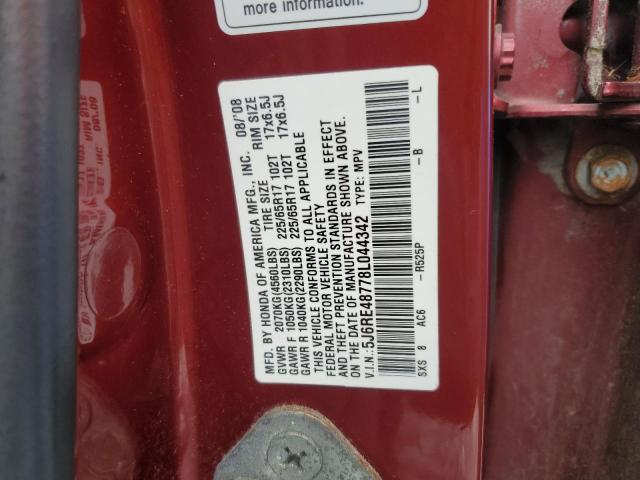 more information.
MFD. BY HONDA OF AMERICA MFG., INC. 08/'08
GVWR 2070KG(4560LBS) TIRE SIZE RIM SIZE
GAWR F 1050KG(2310LBS) 225/65R17 102T 17x6.5J
GAWR R 1040KG(2290LBS) 225/65R17 102T 17x6.5J
THIS VEHICLE CONFORMS TO ALL APPLICABLE
FEDERAL MOTOR VEHICLE SAFETY
AND THEFT PREVENTION STANDARDS IN EFFECT
ON THE DATE OF MANUFACTURE SHOWN ABOVE.
V.I.N.:5J6RE48778L044342 TYPE: MPV
SXS 8 AC6 -R525P -B -L